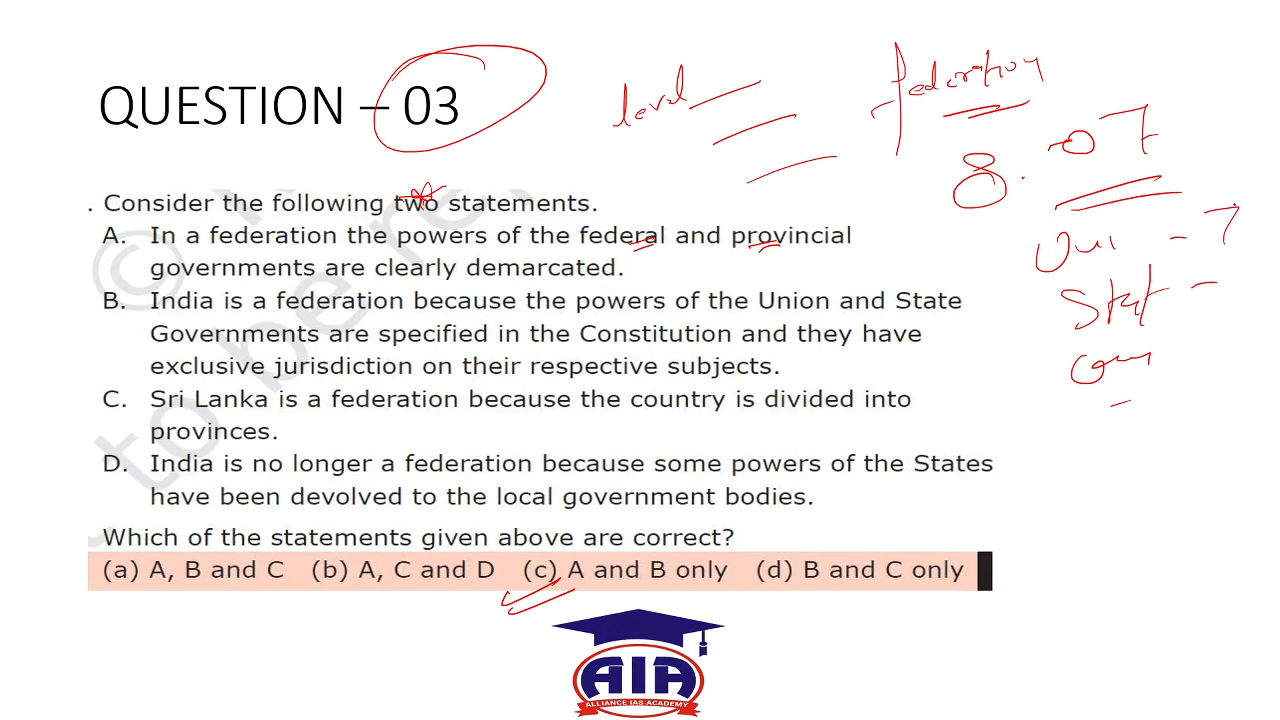 QUESTION – 03
level
federation
8. 07
. Consider the following two statements.
A. In a federation the powers of the federal and provincial
governments are clearly demarcated.
B. India is a federation because the powers of the Union and State
Governments are specified in the Constitution and they have
exclusive jurisdiction on their respective subjects.
C. Sri Lanka is a federation because the country is divided into
provinces.
D. India is no longer a federation because some powers of the States
have been devolved to the local government bodies.
Which of the statements given above are correct?
(a) A, B and C (b) A, C and D (c) A and B only (d) B and C only
AIA
ALLIANCE IAS ACADEMY